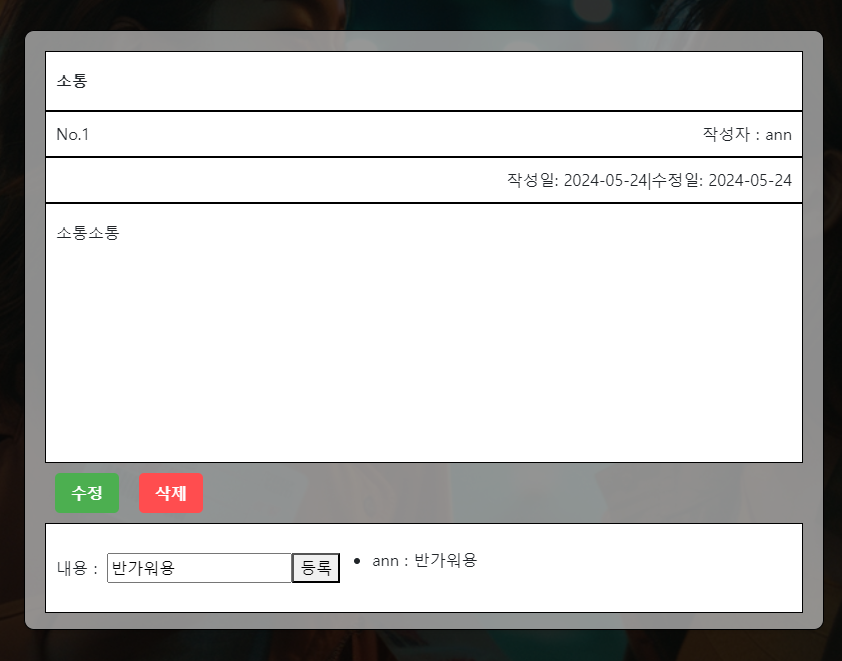 소통
No.1 작성자 : ann
작성일: 2024-05-24|수정일: 2024-05-24
소통소통
수정 삭제
내용 : 반가워용 등록 • ann : 반가워용